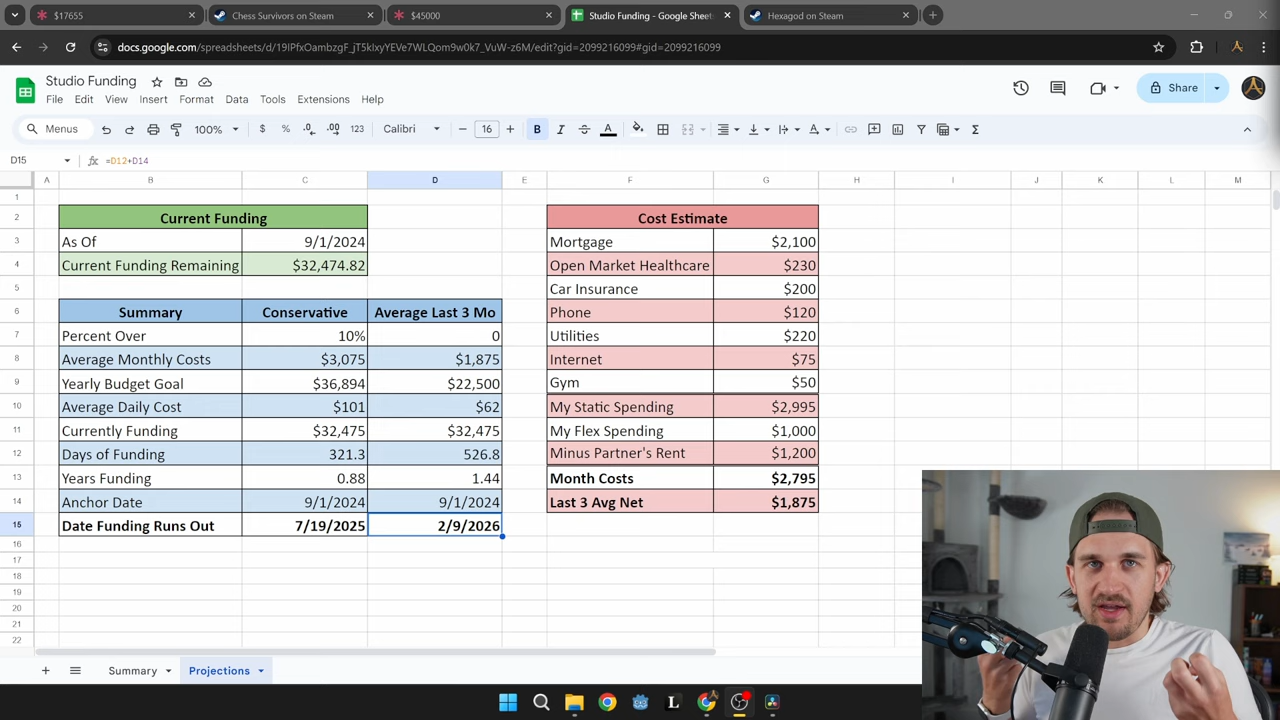 $17655
Chess Survivors on Steam
$45000
Studio Funding - Google Sheets
Hexagod on Steam
docs.google.com/spreadsheets/d/19IPfxOambzgF_jT5kIxyYEVe7WLQom9w0k7_VuW-z6M/edit?gid=2099216099#gid=2099216099
Studio Funding
File Edit View Insert Format Data Tools Extensions Help
Share
Menus 100% $ % .0 .00 123 Calibri 16 B I A
D15 fx =D12+D14
A B C D E F G H I J K L M
1
2 Current Funding Cost Estimate
3 As Of 9/1/2024 Mortgage $2,100
4 Current Funding Remaining $32,474.82 Open Market Healthcare $230
5 Car Insurance $200
6 Summary Conservative Average Last 3 Mo Phone $120
7 Percent Over 10% 0 Utilities $220
8 Average Monthly Costs $3,075 $1,875 Internet $75
9 Yearly Budget Goal $36,894 $22,500 Gym $50
10 Average Daily Cost $101 $62 My Static Spending $2,995
11 Currently Funding $32,475 $32,475 My Flex Spending $1,000
12 Days of Funding 321.3 526.8 Minus Partner's Rent $1,200
13 Years Funding 0.88 1.44 Month Costs $2,795
14 Anchor Date 9/1/2024 9/1/2024 Last 3 Avg Net $1,875
15 Date Funding Runs Out 7/19/2025 2/9/2026
16
17
18
19
20
21
22
Summary Projections